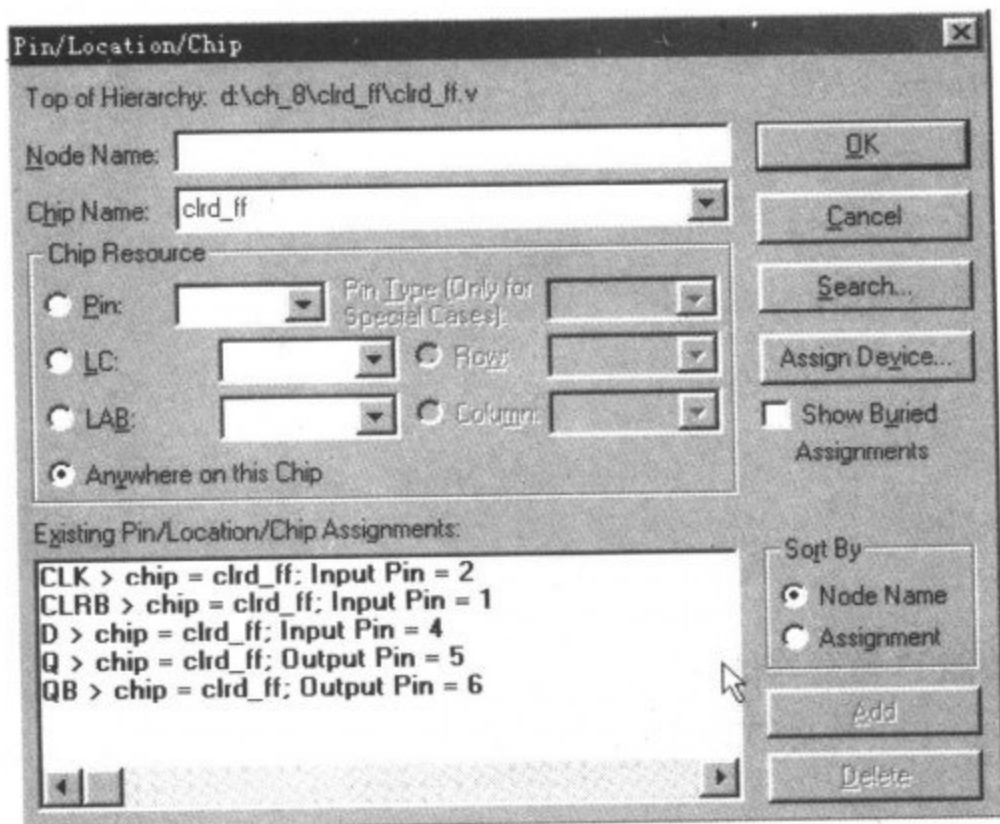 Pin/Location/Chip
Top of Hierarchy: d:\ch_8\clrd_ff\clrd_ff.v
Node Name:
OK
Chip Name: clrd_ff
Cancel
Chip Resource
Pin:
Pin Type (Only for
Special Cases):
Search...
LC:
Row:
Assign Device...
LAB:
Column:
Show Buried
Assignments
Anywhere on this Chip
Existing Pin/Location/Chip Assignments:
Sort By
CLK > chip = clrd_ff; Input Pin = 2
CLRB > chip = clrd_ff; Input Pin = 1
D > chip = clrd_ff; Input Pin = 4
Q > chip = clrd_ff; Output Pin = 5
QB > chip = clrd_ff; Output Pin = 6
Node Name
Assignment
Add
Delete